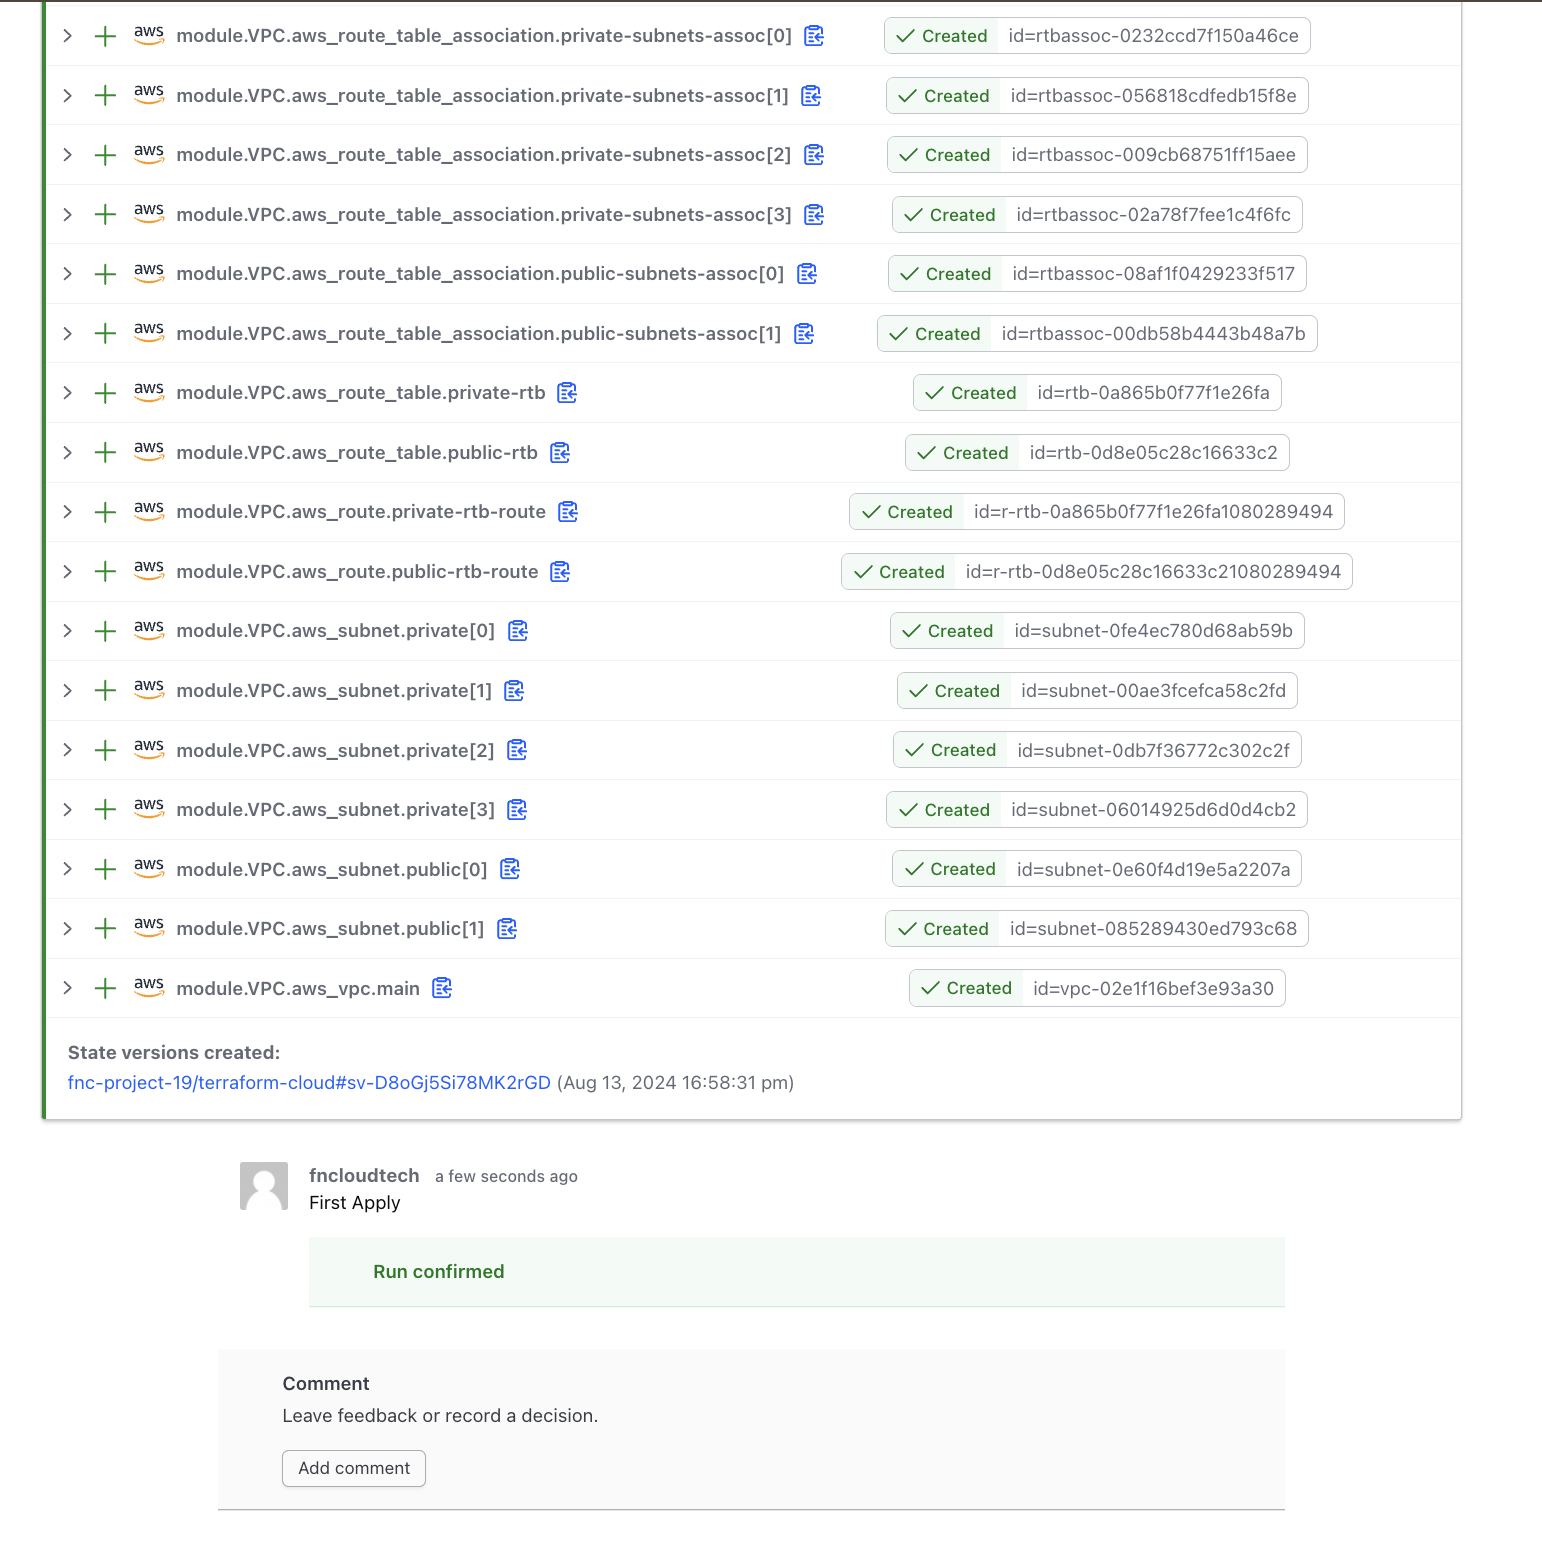 aws module.VPC.aws_route_table_association.private-subnets-assoc[0] Created id=rtbassoc-0232ccd7f150a46ce
aws module.VPC.aws_route_table_association.private-subnets-assoc[1] Created id=rtbassoc-056818cdfedb15f8e
aws module.VPC.aws_route_table_association.private-subnets-assoc[2] Created id=rtbassoc-009cb68751ff15aee
aws module.VPC.aws_route_table_association.private-subnets-assoc[3] Created id=rtbassoc-02a78f7fee1c4f6fc
aws module.VPC.aws_route_table_association.public-subnets-assoc[0] Created id=rtbassoc-08af1f0429233f517
aws module.VPC.aws_route_table_association.public-subnets-assoc[1] Created id=rtbassoc-00db58b4443b48a7b
aws module.VPC.aws_route_table.private-rtb Created id=rtb-0a865b0f77f1e26fa
aws module.VPC.aws_route_table.public-rtb Created id=rtb-0d8e05c28c16633c2
aws module.VPC.aws_route.private-rtb-route Created id=r-rtb-0a865b0f77f1e26fa1080289494
aws module.VPC.aws_route.public-rtb-route Created id=r-rtb-0d8e05c28c16633c21080289494
aws module.VPC.aws_subnet.private[0] Created id=subnet-0fe4ec780d68ab59b
aws module.VPC.aws_subnet.private[1] Created id=subnet-00ae3fcefca58c2fd
aws module.VPC.aws_subnet.private[2] Created id=subnet-0db7f36772c302c2f
aws module.VPC.aws_subnet.private[3] Created id=subnet-06014925d6d0d4cb2
aws module.VPC.aws_subnet.public[0] Created id=subnet-0e60f4d19e5a2207a
aws module.VPC.aws_subnet.public[1] Created id=subnet-085289430ed793c68
aws module.VPC.aws_vpc.main Created id=vpc-02e1f16bef3e93a30
State versions created:
fnc-project-19/terraform-cloud#sv-D8oGj5Si78MK2rGD (Aug 13, 2024 16:58:31 pm)
fncloudtech a few seconds ago
First Apply
Run confirmed
Comment
Leave feedback or record a decision.
Add comment